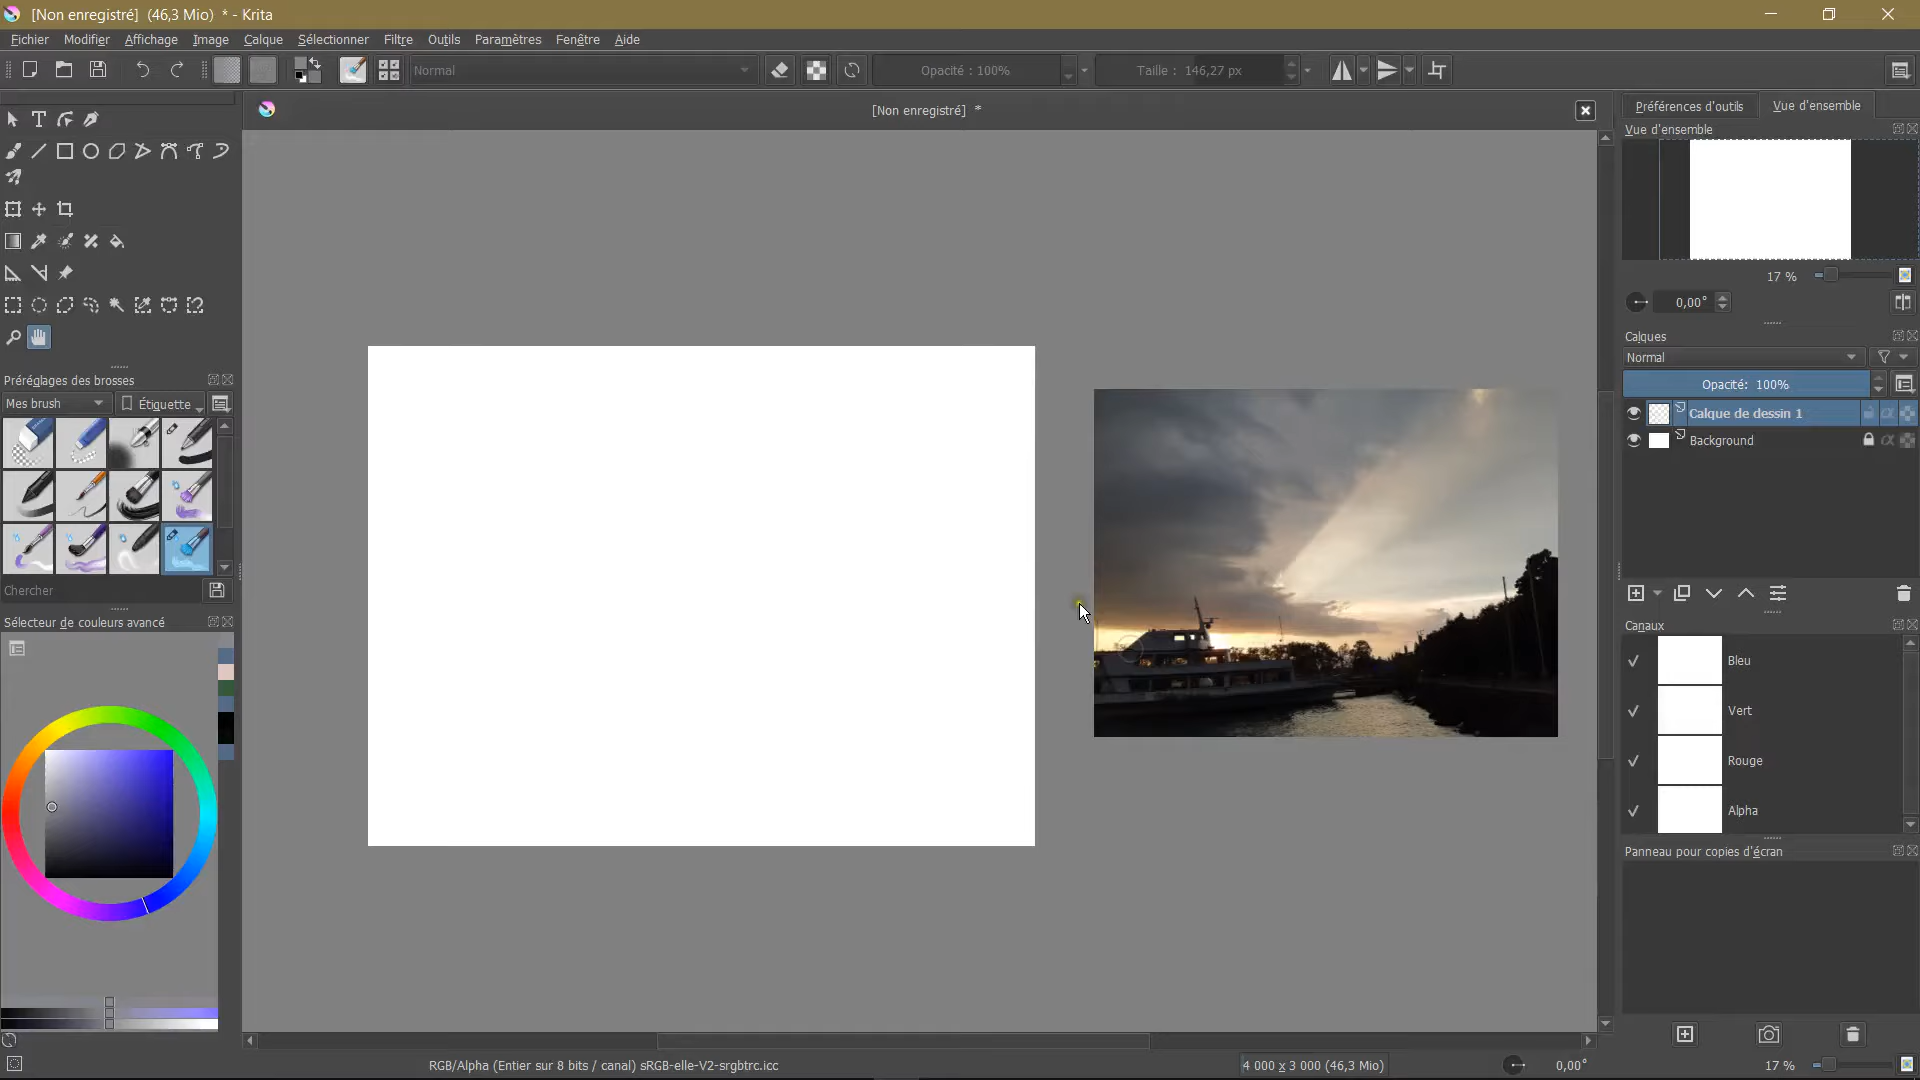 [Non enregistré] (46,3 Mio) * - Krita
Fichier Modifier Affichage Image Calque Sélectionner Filtre Outils Paramètres Fenêtre Aide
Normal Opacité : 100% Taille : 146,27 px
[Non enregistré] *
Préférences d'outils Vue d'ensemble
Vue d'ensemble
17 %
0,00°
Calques
Normal
Opacité: 100%
Calque de dessin 1
Background
Canaux
Bleu
Vert
Rouge
Alpha
Panneau pour copies d'écran
Préréglages des brosses
Mes brush Étiquette
Chercher
Sélecteur de couleurs avancé
RGB/Alpha (Entier sur 8 bits / canal) sRGB-elle-V2-srgbtrc.icc 4 000 x 3 000 (46,3 Mio) 0,00° 17 %